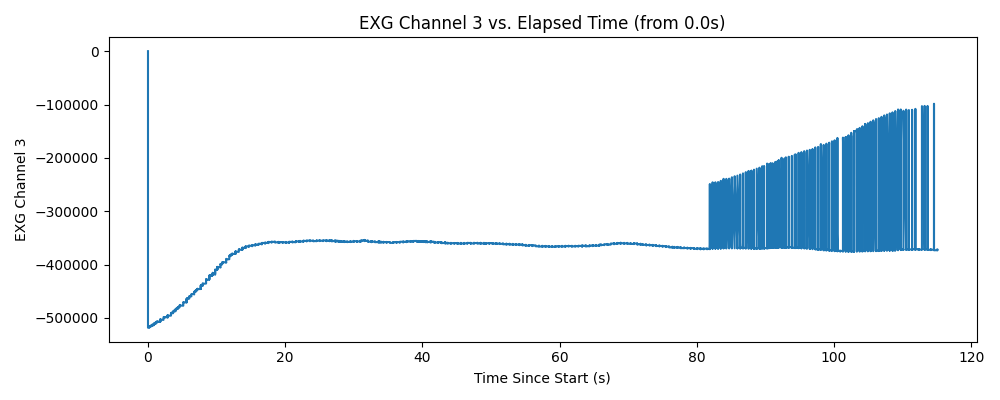 EXG Channel 3 vs. Elapsed Time (from 0.0s)
EXG Channel 3
0
−100000
−200000
−300000
−400000
−500000
0 20 40 60 80 100 120
Time Since Start (s)